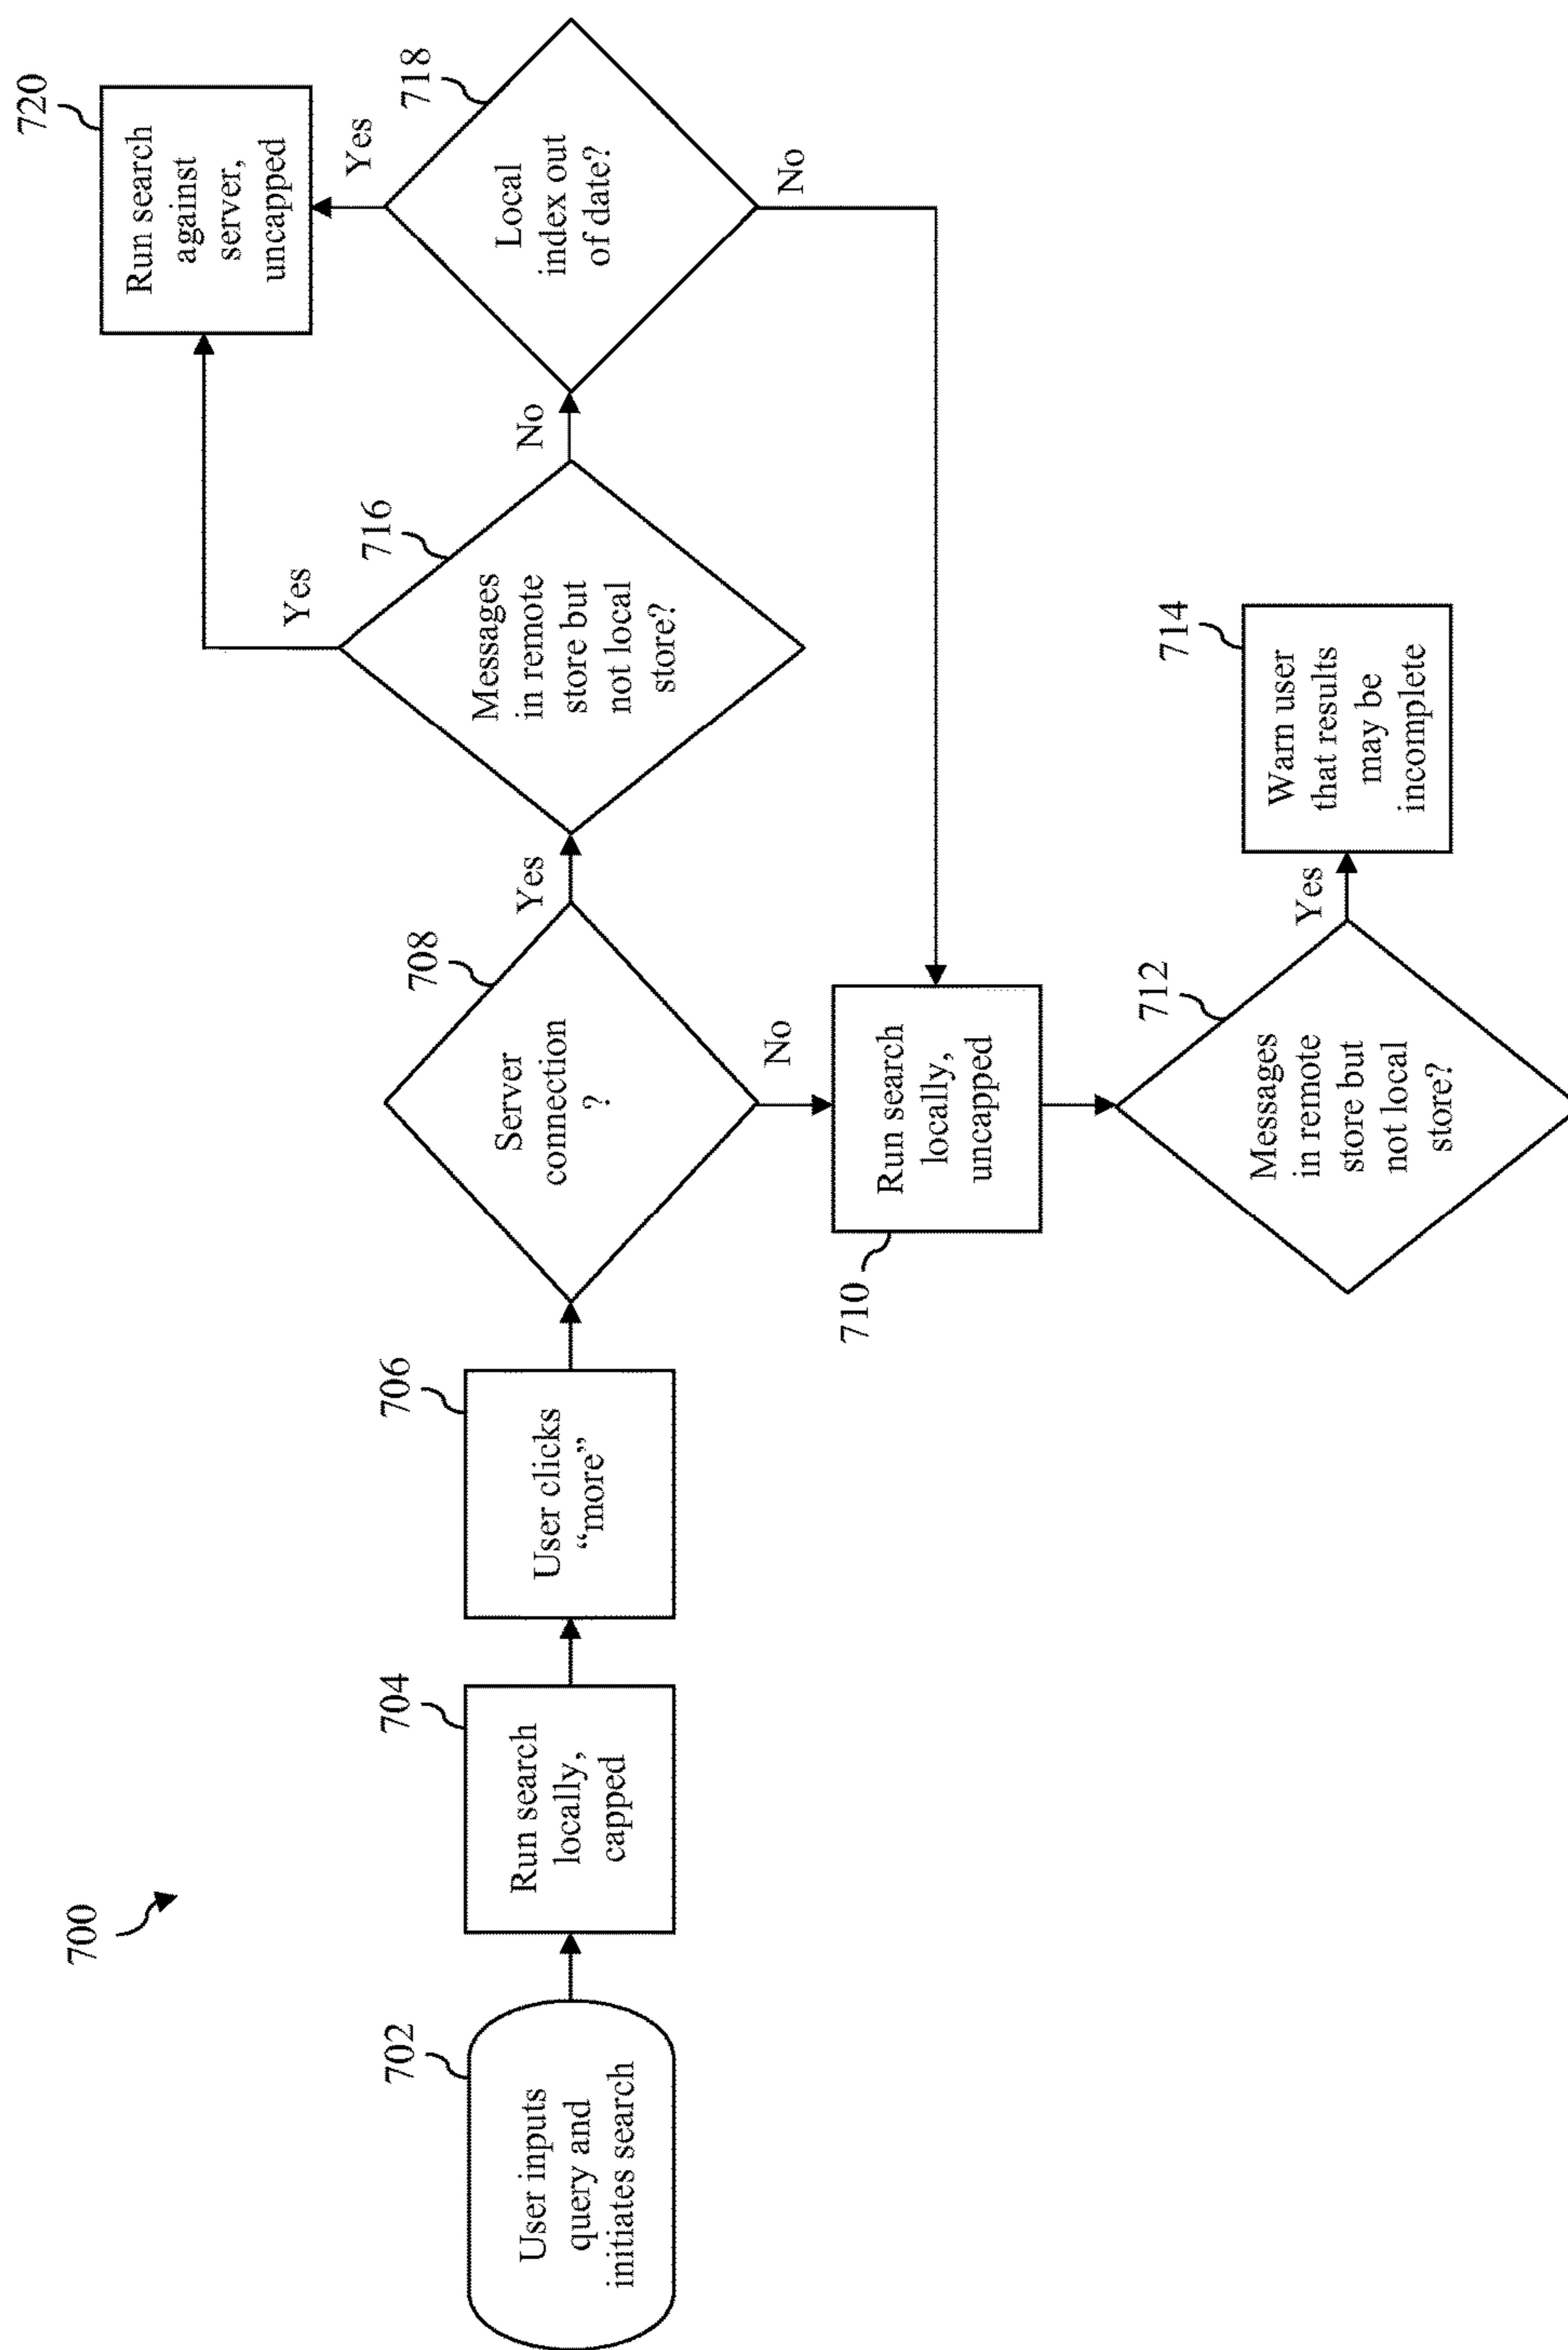 700
702
User inputs
query and
initiates search
704
Run search
locally,
capped
706
User clicks
“more”
708
Server
connection
?
Yes
No
716
Messages
in remote
store but
not local
store?
Yes
No
718
Local
index out
of date?
Yes
No
720
Run search
against
server,
uncapped
710
Run search
locally,
uncapped
712
Messages
in remote
store but
not local
store?
Yes
714
Warn user
that results
may be
incomplete